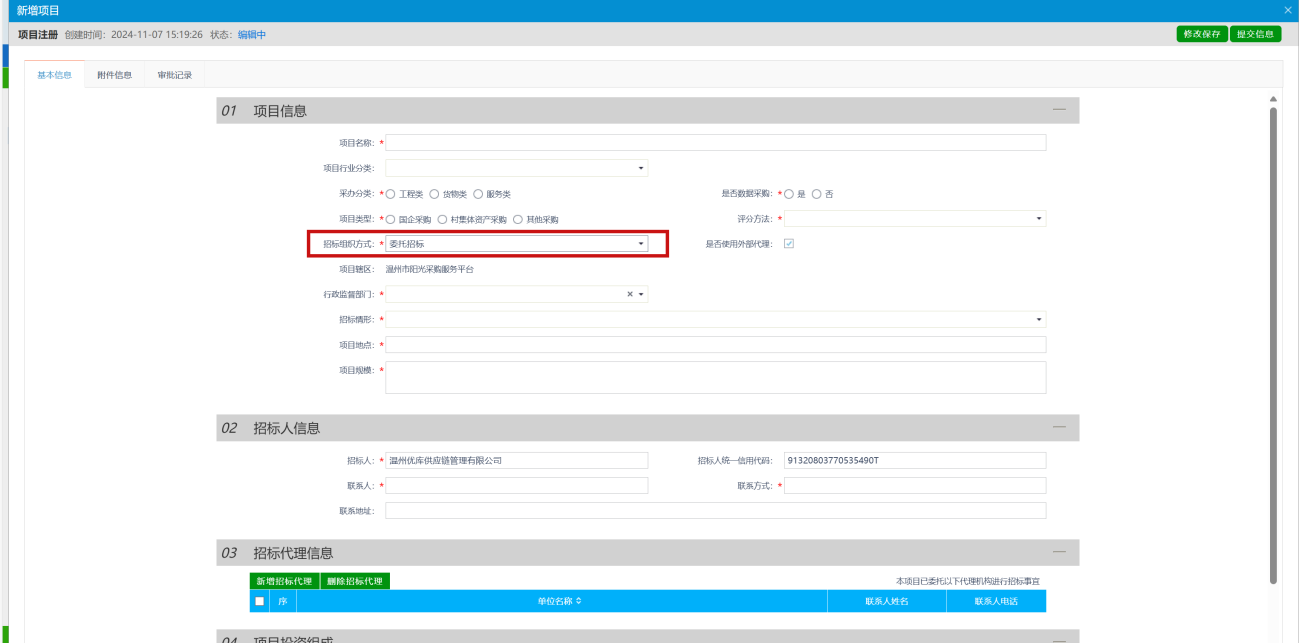 新增项目
项目注册 创建时间：2024-11-07 15:19:26 状态：编辑中 修改保存 提交信息
基本信息 附件信息 审批记录
01 项目信息
项目名称：*
项目行业分类：
采办分类：* 工程类 货物类 服务类 是否数据采购：* 是 否
项目类型：* 国企采购 村集体资产采购 其他采购 评分方法：*
招标组织方式：* 委托招标 是否使用外部代理：
项目辖区：温州市阳光采购服务平台
行政监督部门：*
招标情形：*
项目地点：*
项目规模：*
02 招标人信息
招标人：* 温州优库供应链管理有限公司 招标人统一信用代码：91320803770535490T
联系人：* 联系方式：*
联系地址：
03 招标代理信息
新增招标代理 删除招标代理 本项目已委托以下代理机构进行招标事宜
序 单位名称 联系人姓名 联系人电话
04 项目投资组成